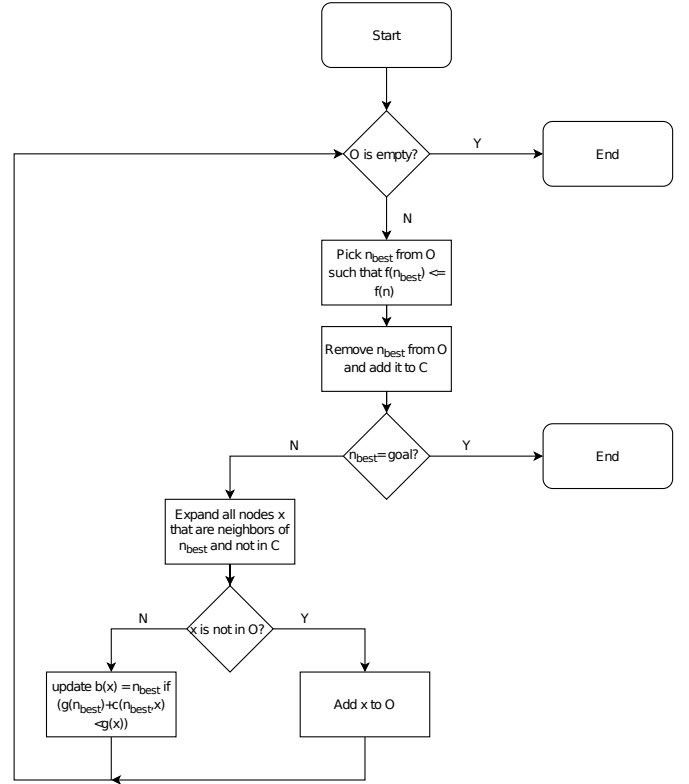 Start
O is empty?
Y
End
N
Pick n_best from O
such that f(n_best) <=
f(n)
Remove n_best from O
and add it to C
n_best=goal?
N
Y
End
Expand all nodes x
that are neighbors of
n_best and not in C
x is not in O?
N
Y
update b(x) = n_best if
(g(n_best)+c(n_best,x)
<g(x))
Add x to O